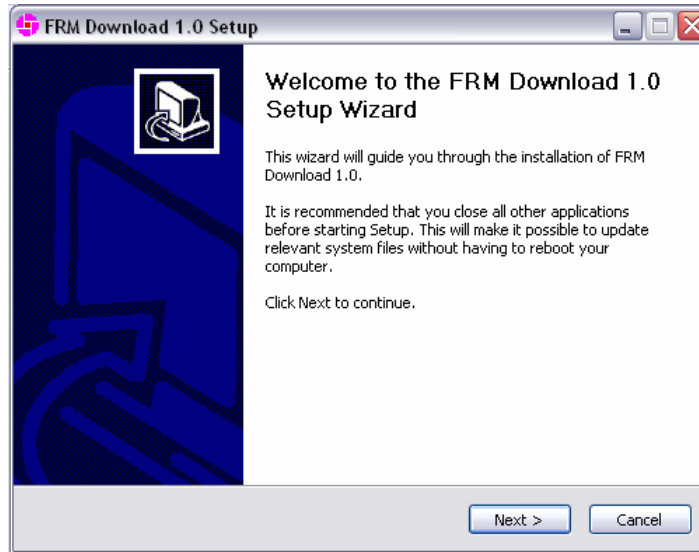 FRM Download 1.0 Setup
Welcome to the FRM Download 1.0
Setup Wizard
This wizard will guide you through the installation of FRM
Download 1.0.
It is recommended that you close all other applications
before starting Setup. This will make it possible to update
relevant system files without having to reboot your
computer.
Click Next to continue.
Next >
Cancel